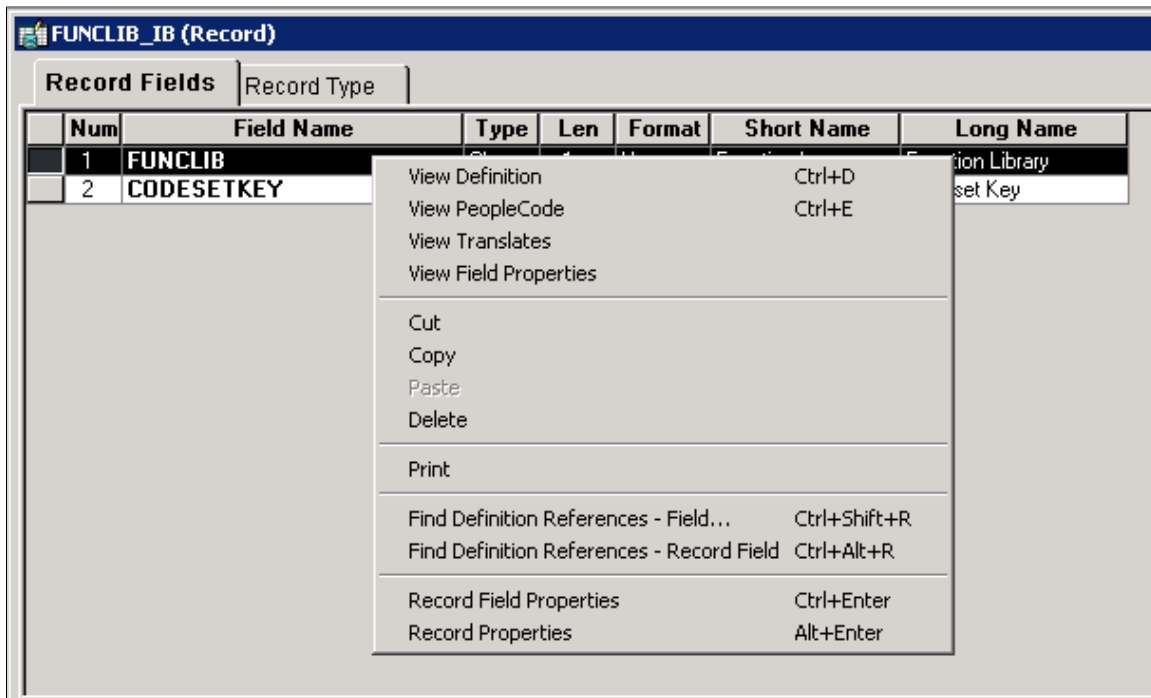 FUNCLIB_IB (Record)
Record Fields Record Type
Num Field Name Type Len Format Short Name Long Name
1 FUNCLIB Library
2 CODESETKEY Key
View Definition Ctrl+D
View PeopleCode Ctrl+E
View Translates
View Field Properties
Cut
Copy
Paste
Delete
Print
Find Definition References - Field... Ctrl+Shift+R
Find Definition References - Record Field Ctrl+Alt+R
Record Field Properties Ctrl+Enter
Record Properties Alt+Enter